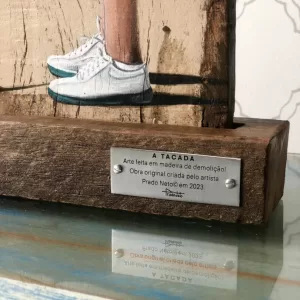 A TACADA
Arte feita em madeira de demolição|
Obra original criada pelo artista
Prado Neto© em 2023